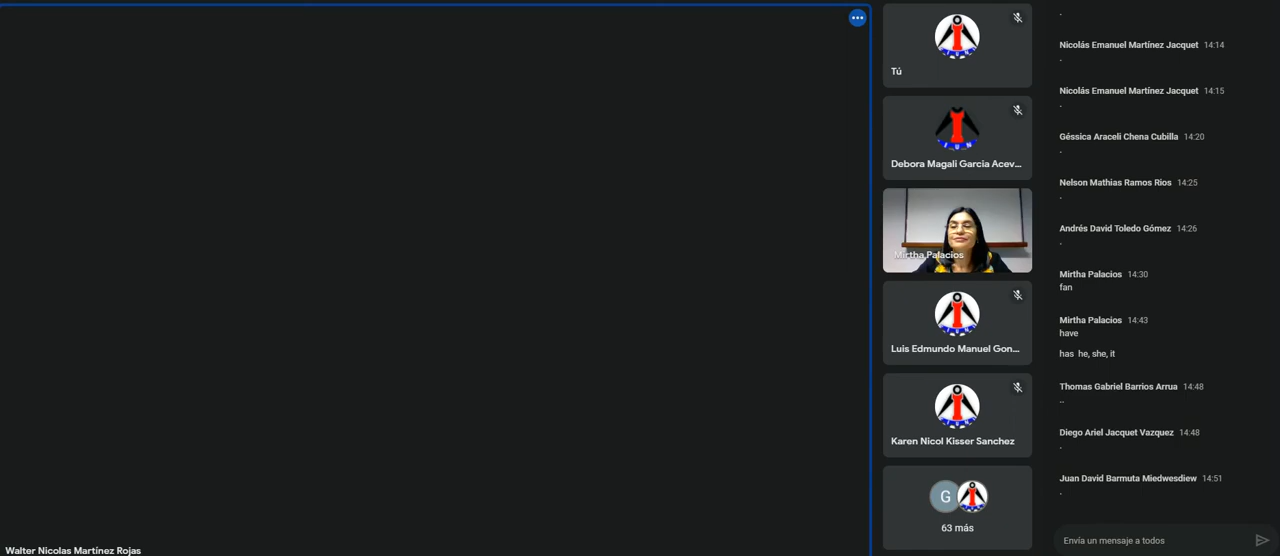 Walter Nicolas Martínez Rojas
Tú
Debora Magali Garcia Acev...
Mirtha Palacios
Luis Edmundo Manuel Gon...
Karen Nicol Kisser Sanchez
G
63 más
.
Nicolás Emanuel Martínez Jacquet 14:14
.
Nicolás Emanuel Martínez Jacquet 14:15
.
Géssica Araceli Chena Cubilla 14:20
.
Nelson Mathias Ramos Rios 14:25
.
Andrés David Toledo Gómez 14:26
.
Mirtha Palacios 14:30
fan
Mirtha Palacios 14:43
have
has he, she, it
Thomas Gabriel Barrios Arrua 14:48
..
Diego Ariel Jacquet Vazquez 14:48
.
Juan David Barmuta Miedwesdiew 14:51
.
Envía un mensaje a todos